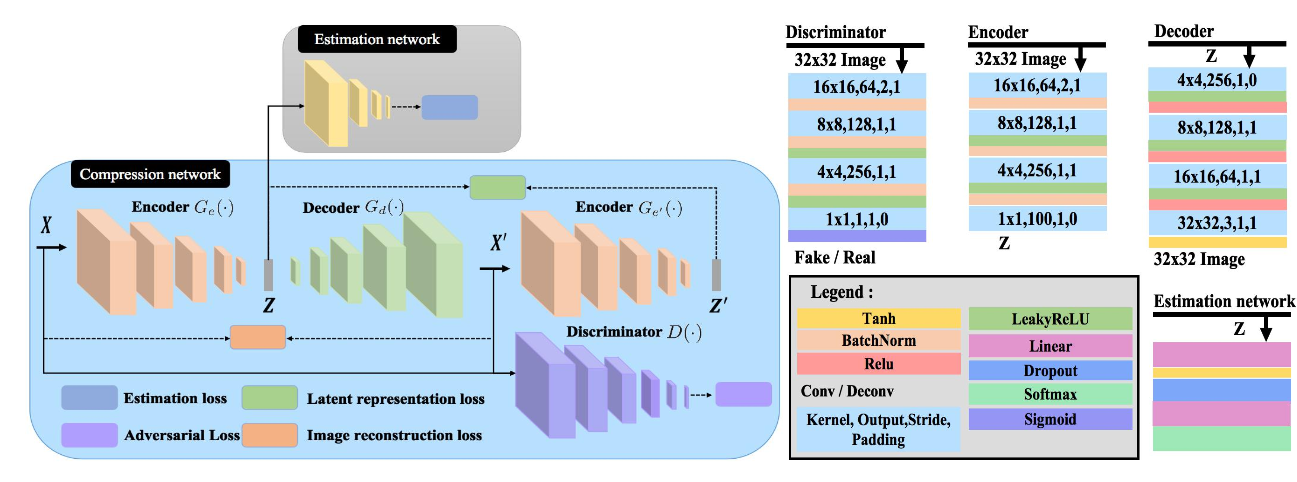 Estimation network
Compression network
Encoder G_e(·)
Decoder G_d(·)
Encoder G_e'(·)
X
X'
Z
Z'
Discriminator D(·)
Estimation loss
Latent representation loss
Adversarial Loss
Image reconstruction loss
Discriminator
32x32 Image
16x16,64,2,1
8x8,128,1,1
4x4,256,1,1
1x1,1,1,0
Fake / Real
Encoder
32x32 Image
16x16,64,2,1
8x8,128,1,1
4x4,256,1,1
1x1,100,1,0
Z
Decoder
Z
4x4,256,1,0
8x8,128,1,1
16x16,64,1,1
32x32,3,1,1
32x32 Image
Legend :
Tanh
BatchNorm
Relu
Conv / Deconv
Kernel, Output,Stride,
Padding
LeakyReLU
Linear
Dropout
Softmax
Sigmoid
Estimation network
Z